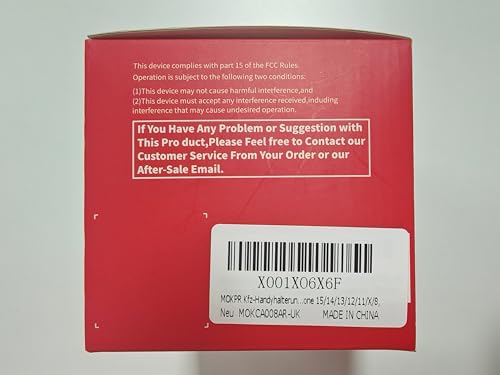 This device complies with part 15 of the FCC Rules.
Operation is subject to the following two conditions:
(1)This device may not cause harmful interference,and
(2)This device must accept any interference received,induding
interference that may cause undesired operation.
If You Have Any Problem or Suggestion with
This Pro duct,Please Feel free to Contact our
Customer Service From Your Order or our
After-Sale Email.
X001X06X6F
MOKPR Kfz-Handyhalterun...one 15/14/13/12/11/X/8,
Neu MOKCA008AR-UK MADE IN CHINA